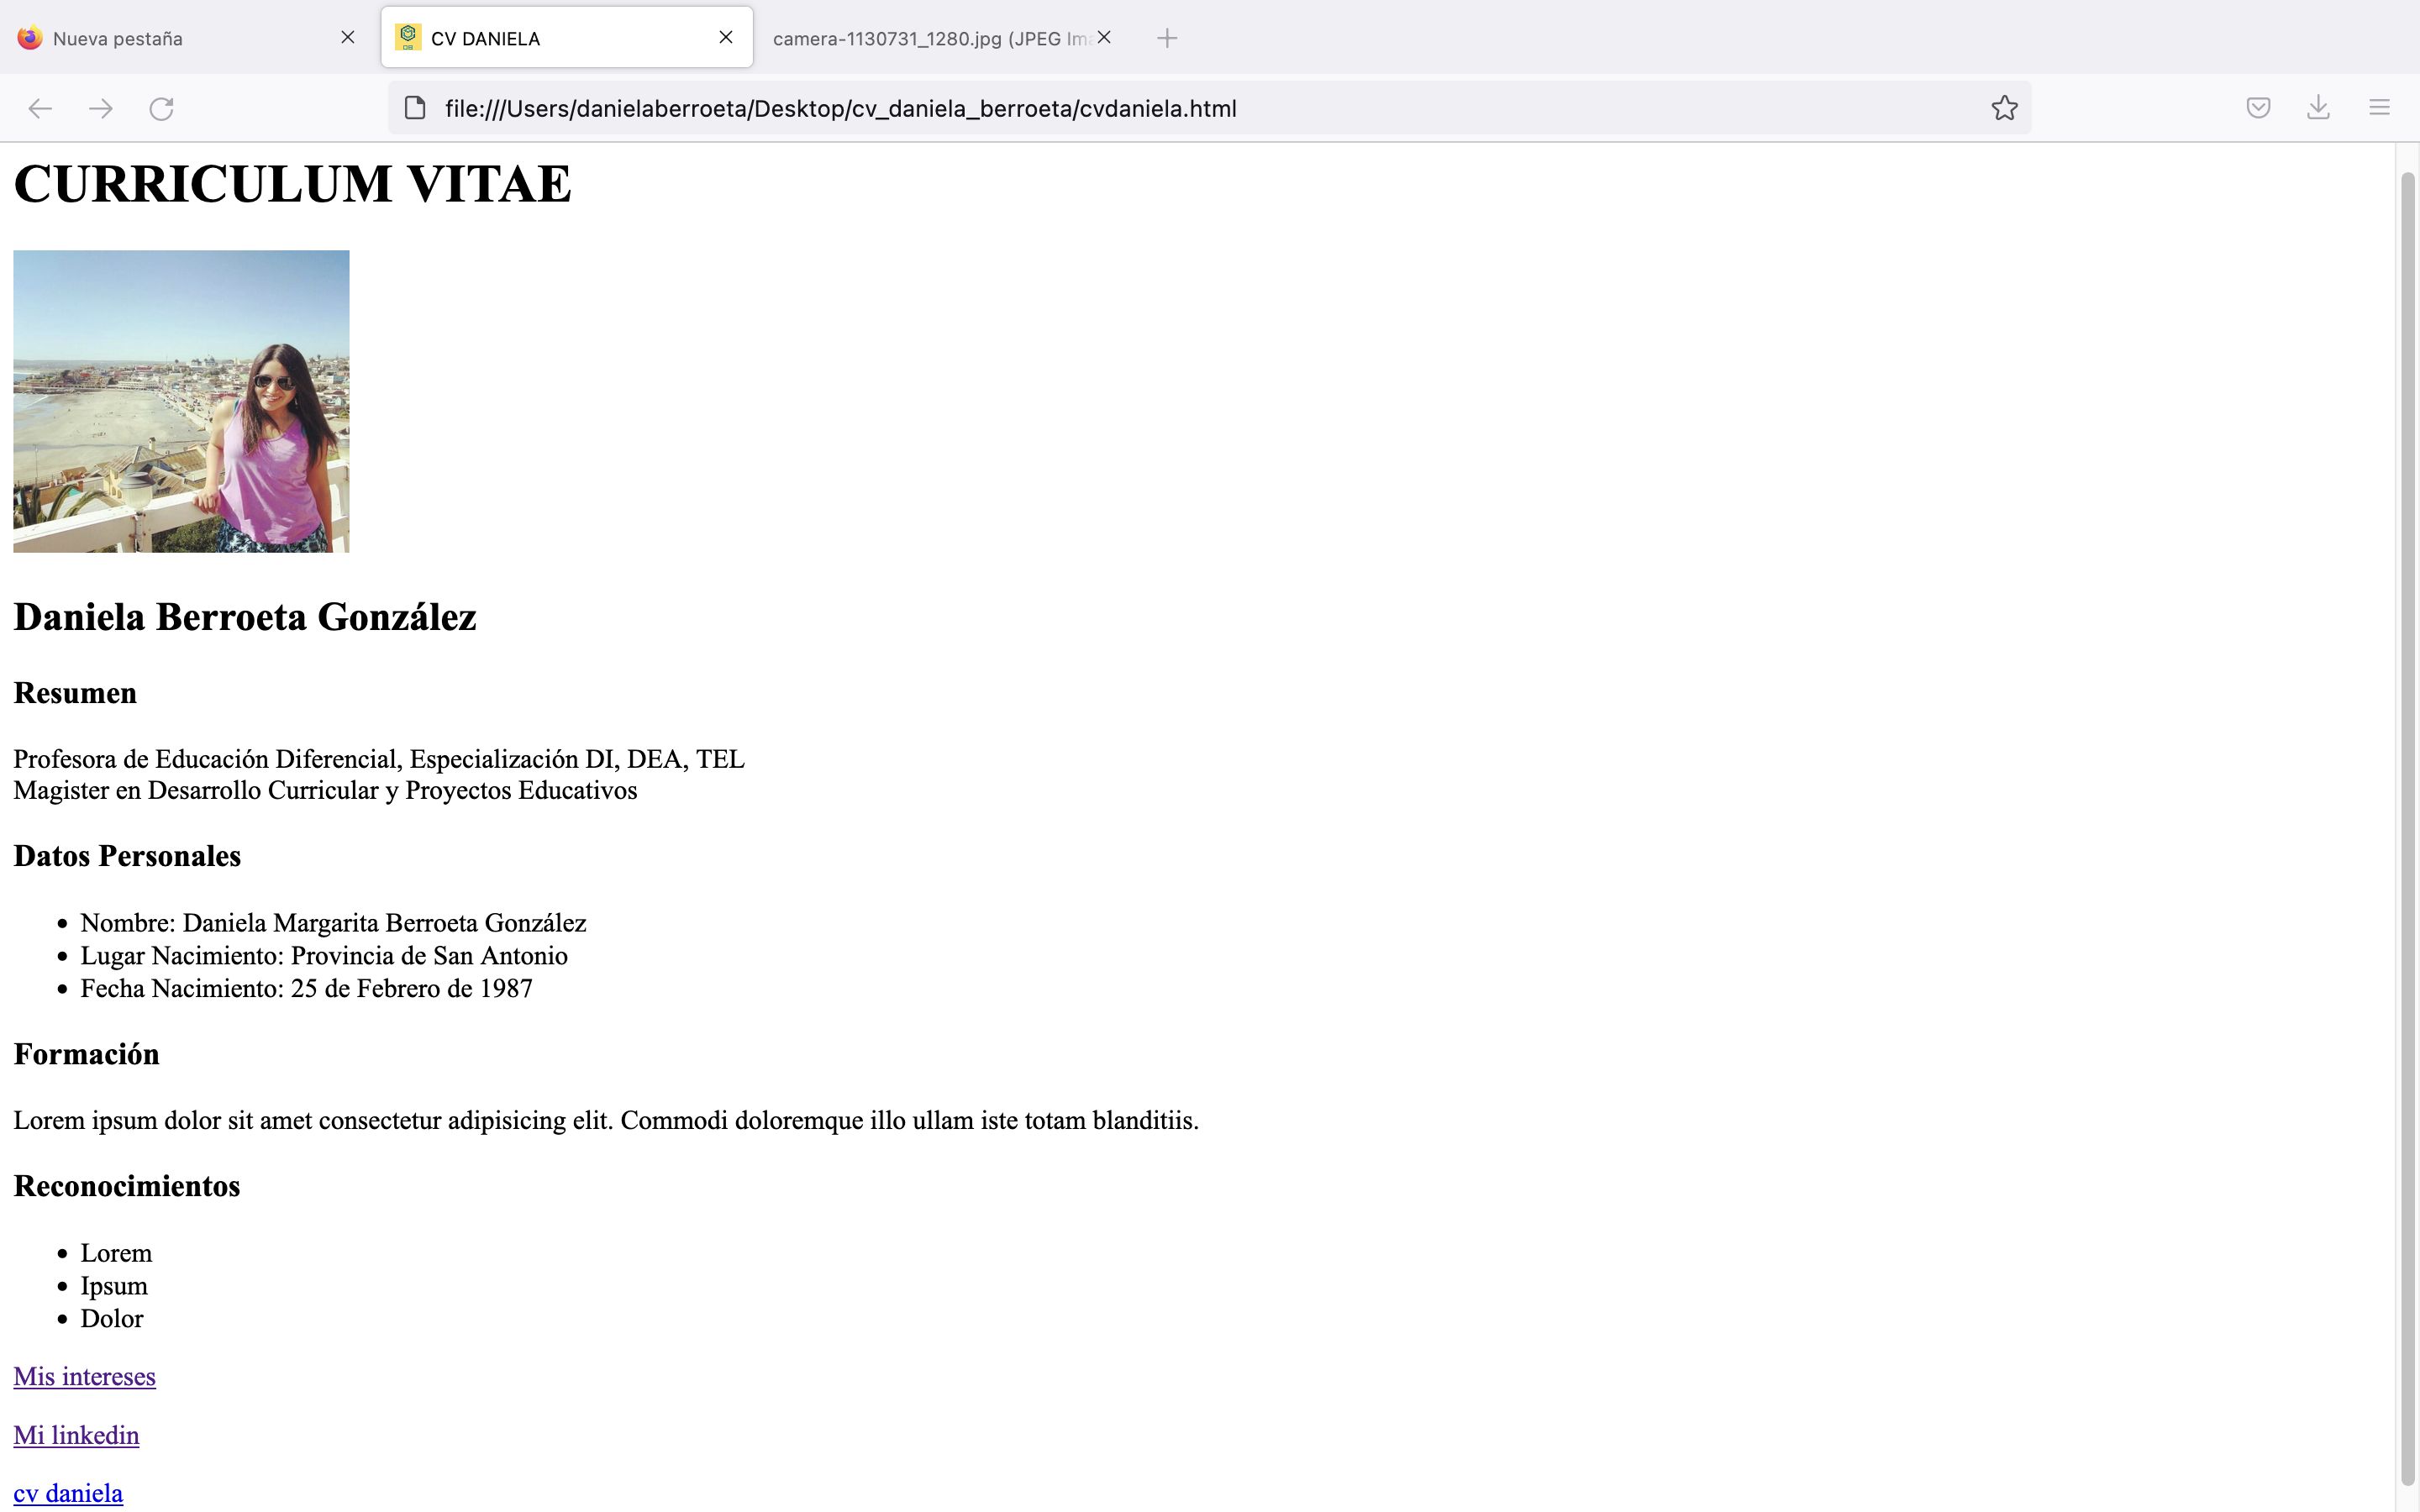 Nueva pestaña
CV DANIELA
camera-1130731_1280.jpg (JPEG Ima
file:///Users/danielaberroeta/Desktop/cv_daniela_berroeta/cvdaniela.html
CURRICULUM VITAE
Daniela Berroeta González
Resumen
Profesora de Educación Diferencial, Especialización DI, DEA, TEL
Magister en Desarrollo Curricular y Proyectos Educativos
Datos Personales
Nombre: Daniela Margarita Berroeta González
Lugar Nacimiento: Provincia de San Antonio
Fecha Nacimiento: 25 de Febrero de 1987
Formación
Lorem ipsum dolor sit amet consectetur adipisicing elit. Commodi doloremque illo ullam iste totam blanditiis.
Reconocimientos
Lorem
Ipsum
Dolor
Mis intereses
Mi linkedin
cv daniela